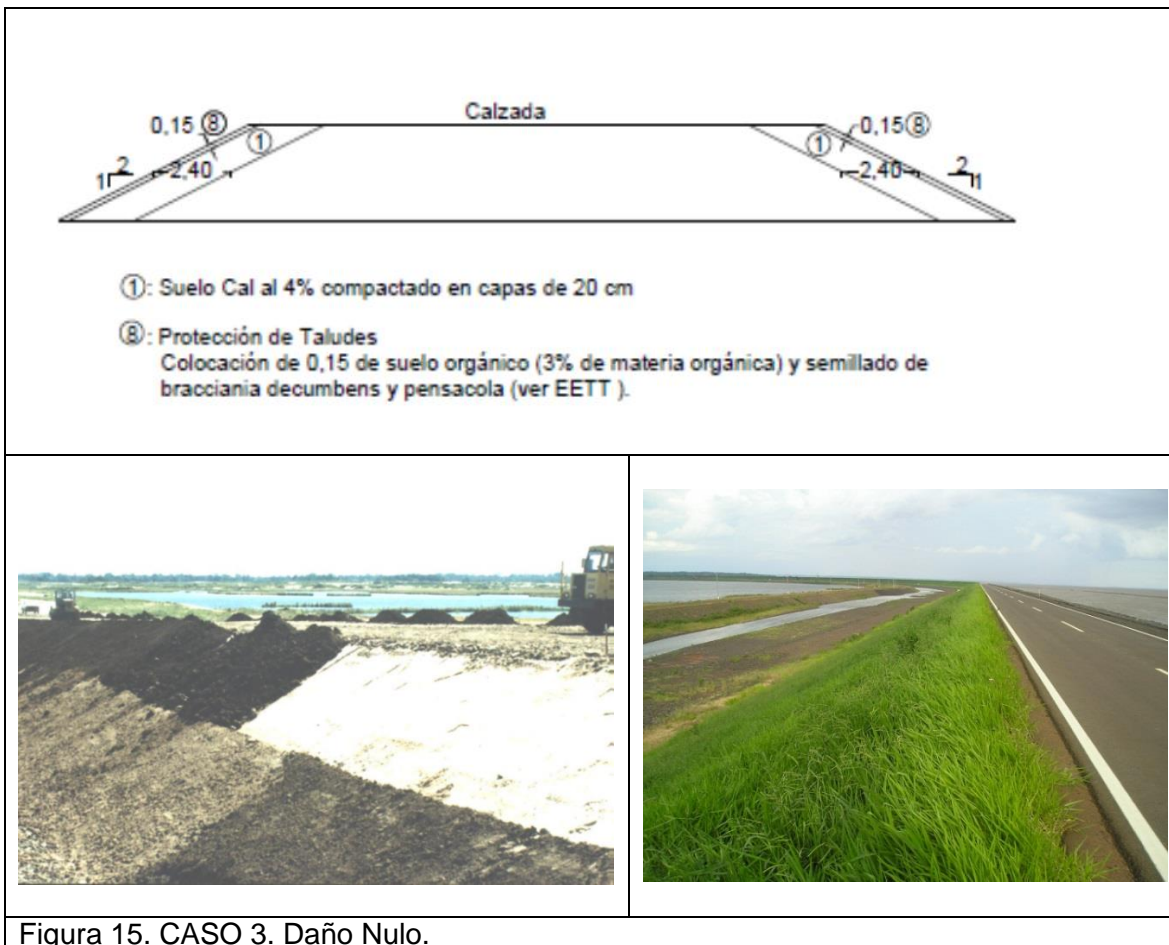 Calzada
0,15 ⑧
0,15 ⑧
①
①
2
1
2,40
2,40
2
1
①: Suelo Cal al 4% compactado en capas de 20 cm
⑧: Protección de Taludes
Colocación de 0,15 de suelo orgánico (3% de materia orgánica) y semillado de
bracciania decumbens y pensacola (ver EETT ).
Figura 15. CASO 3. Daño Nulo.